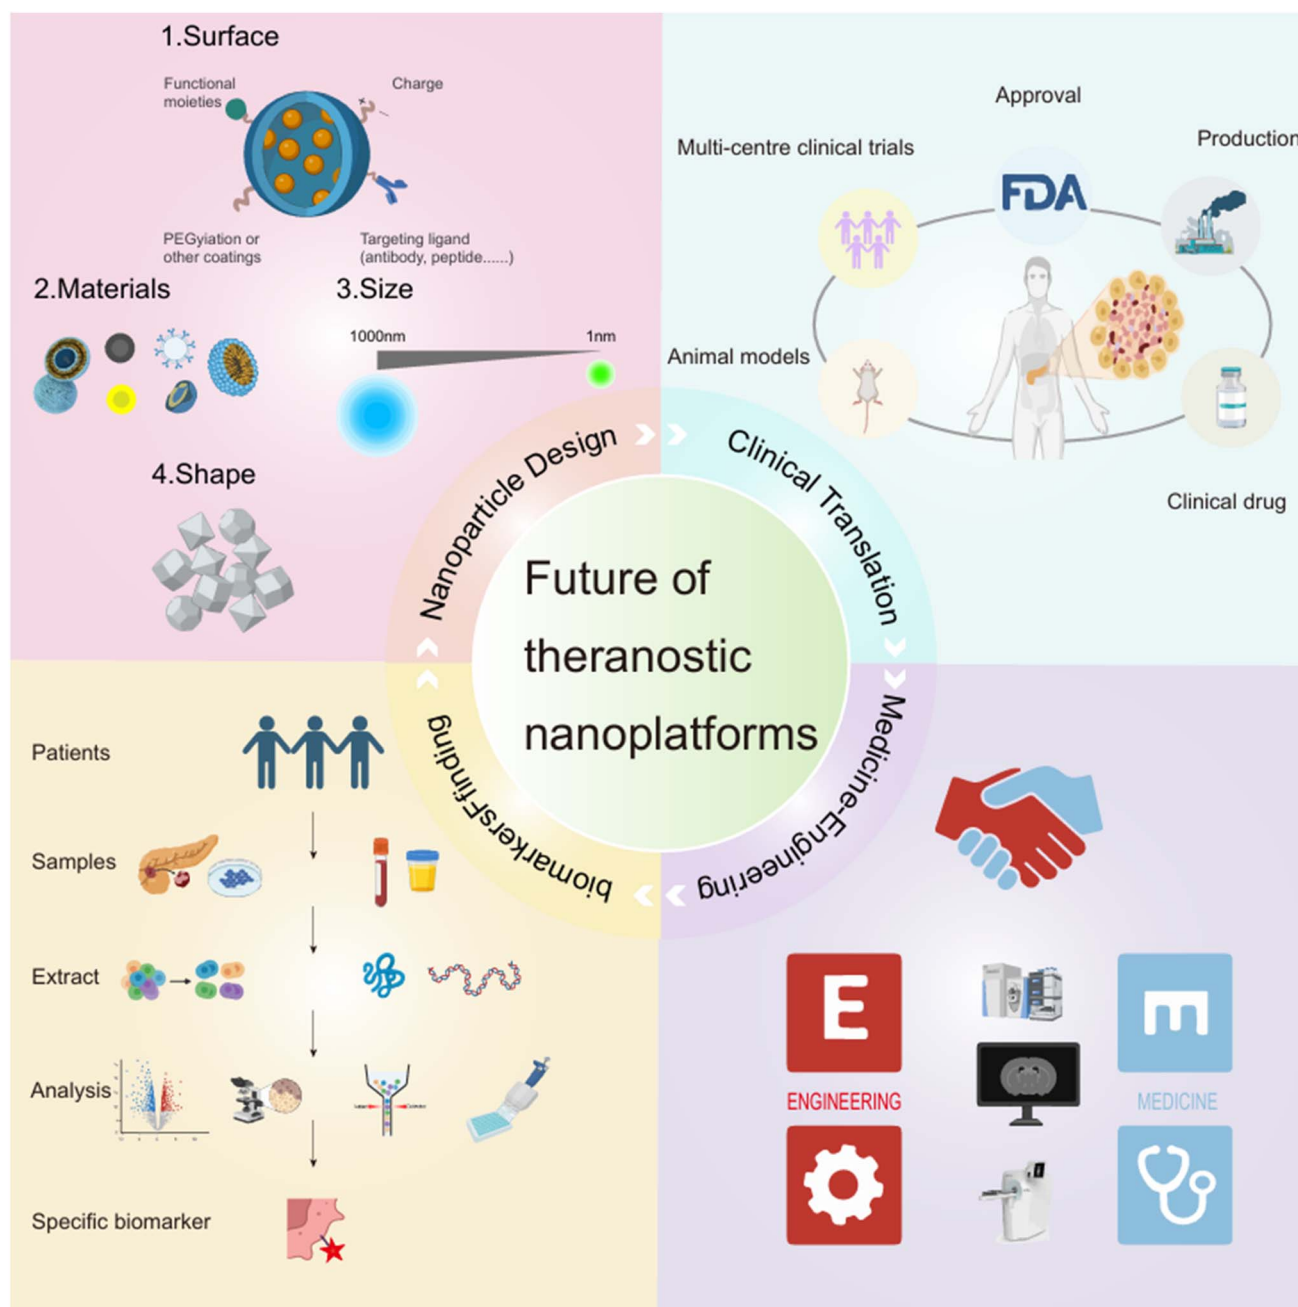 1.Surface
Functional
moieties
Charge
PEGyiation or
other coatings
Targeting ligand
(antibody, peptide......)
2.Materials
3.Size
1000nm
1nm
4.Shape
Approval
Multi-centre clinical trials
Production
FDA
Animal models
Clinical drug
Nanoparticle Design
Clinical Translation
Medicine-Engineering
biomarkersFfinding
Future of
theranostic
nanoplatforms
Patients
Samples
Extract
Analysis
Specific biomarker
E
m
ENGINEERING
MEDICINE